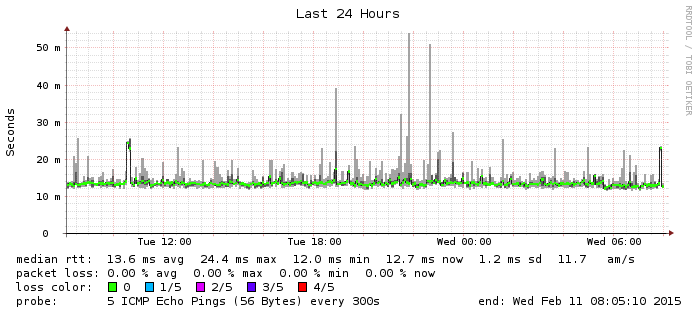 Last 24 Hours
RRDTOOL / TOBI OETIKER
Seconds
50 m
40 m
30 m
20 m
10 m
0
Tue 12:00 Tue 18:00 Wed 00:00 Wed 06:00
median rtt: 13.6 ms avg 24.4 ms max 12.0 ms min 12.7 ms now 1.2 ms sd 11.7 am/s
packet loss: 0.00 % avg 0.00 % max 0.00 % min 0.00 % now
loss color: 0 1/5 2/5 3/5 4/5
probe: 5 ICMP Echo Pings (56 Bytes) every 300s end: Wed Feb 11 08:05:10 2015